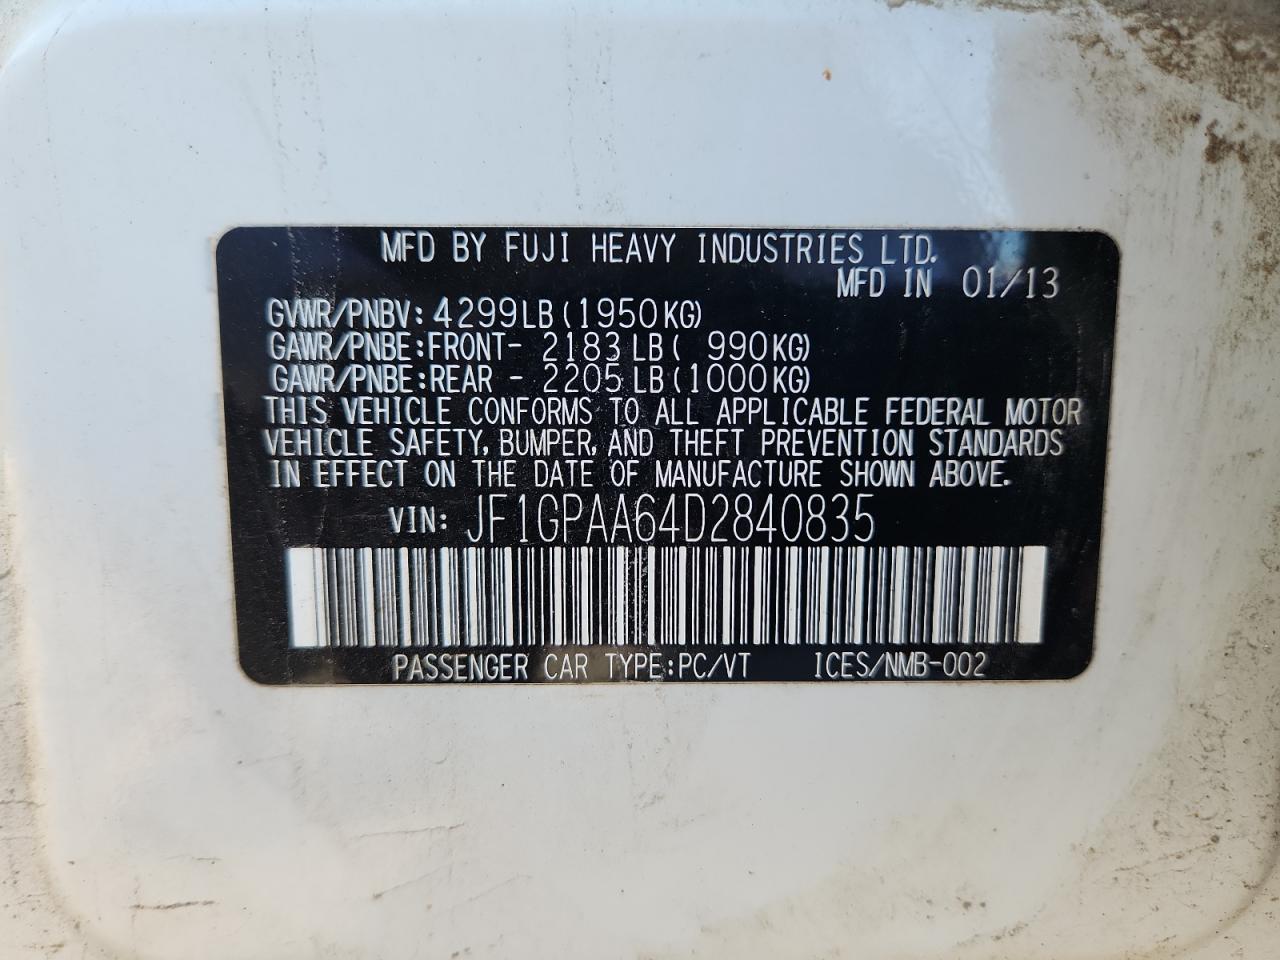 MFD BY FUJI HEAVY INDUSTRIES LTD.
MFD IN 01/13
GVWR/PNBV: 4299LB(1950KG)
GAWR/PNBE:FRONT- 2183LB( 990KG)
GAWR/PNBE:REAR - 2205LB(1000KG)
THIS VEHICLE CONFORMS TO ALL APPLICABLE FEDERAL MOTOR
VEHICLE SAFETY, BUMPER, AND THEFT PREVENTION STANDARDS
IN EFFECT ON THE DATE OF MANUFACTURE SHOWN ABOVE.
VIN: JF1GPAA64D2840835
PASSENGER CAR TYPE:PC/VT ICES/NMB-002